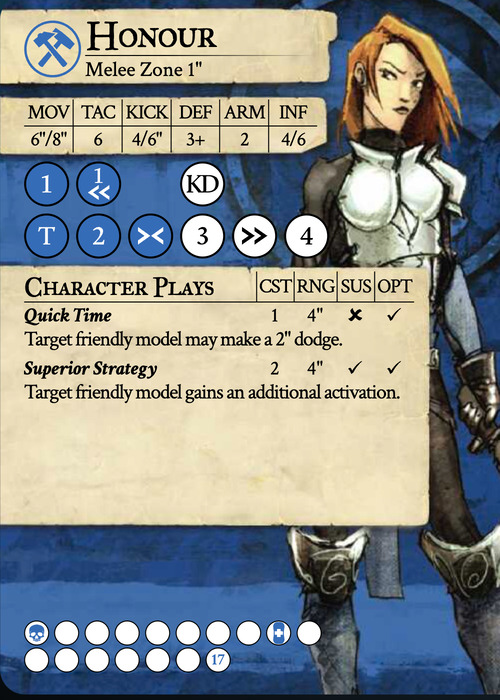 Honour
Melee Zone 1"
MOV TAC KICK DEF ARM INF
6"/8" 6 4/6" 3+ 2 4/6
1 1 KD
T 2 >< 3 >> 4
Character Plays CST RNG SUS OPT
Quick Time 1 4" ✘ ✓
Target friendly model may make a 2" dodge.
Superior Strategy 2 4" ✓ ✓
Target friendly model gains an additional activation.
17